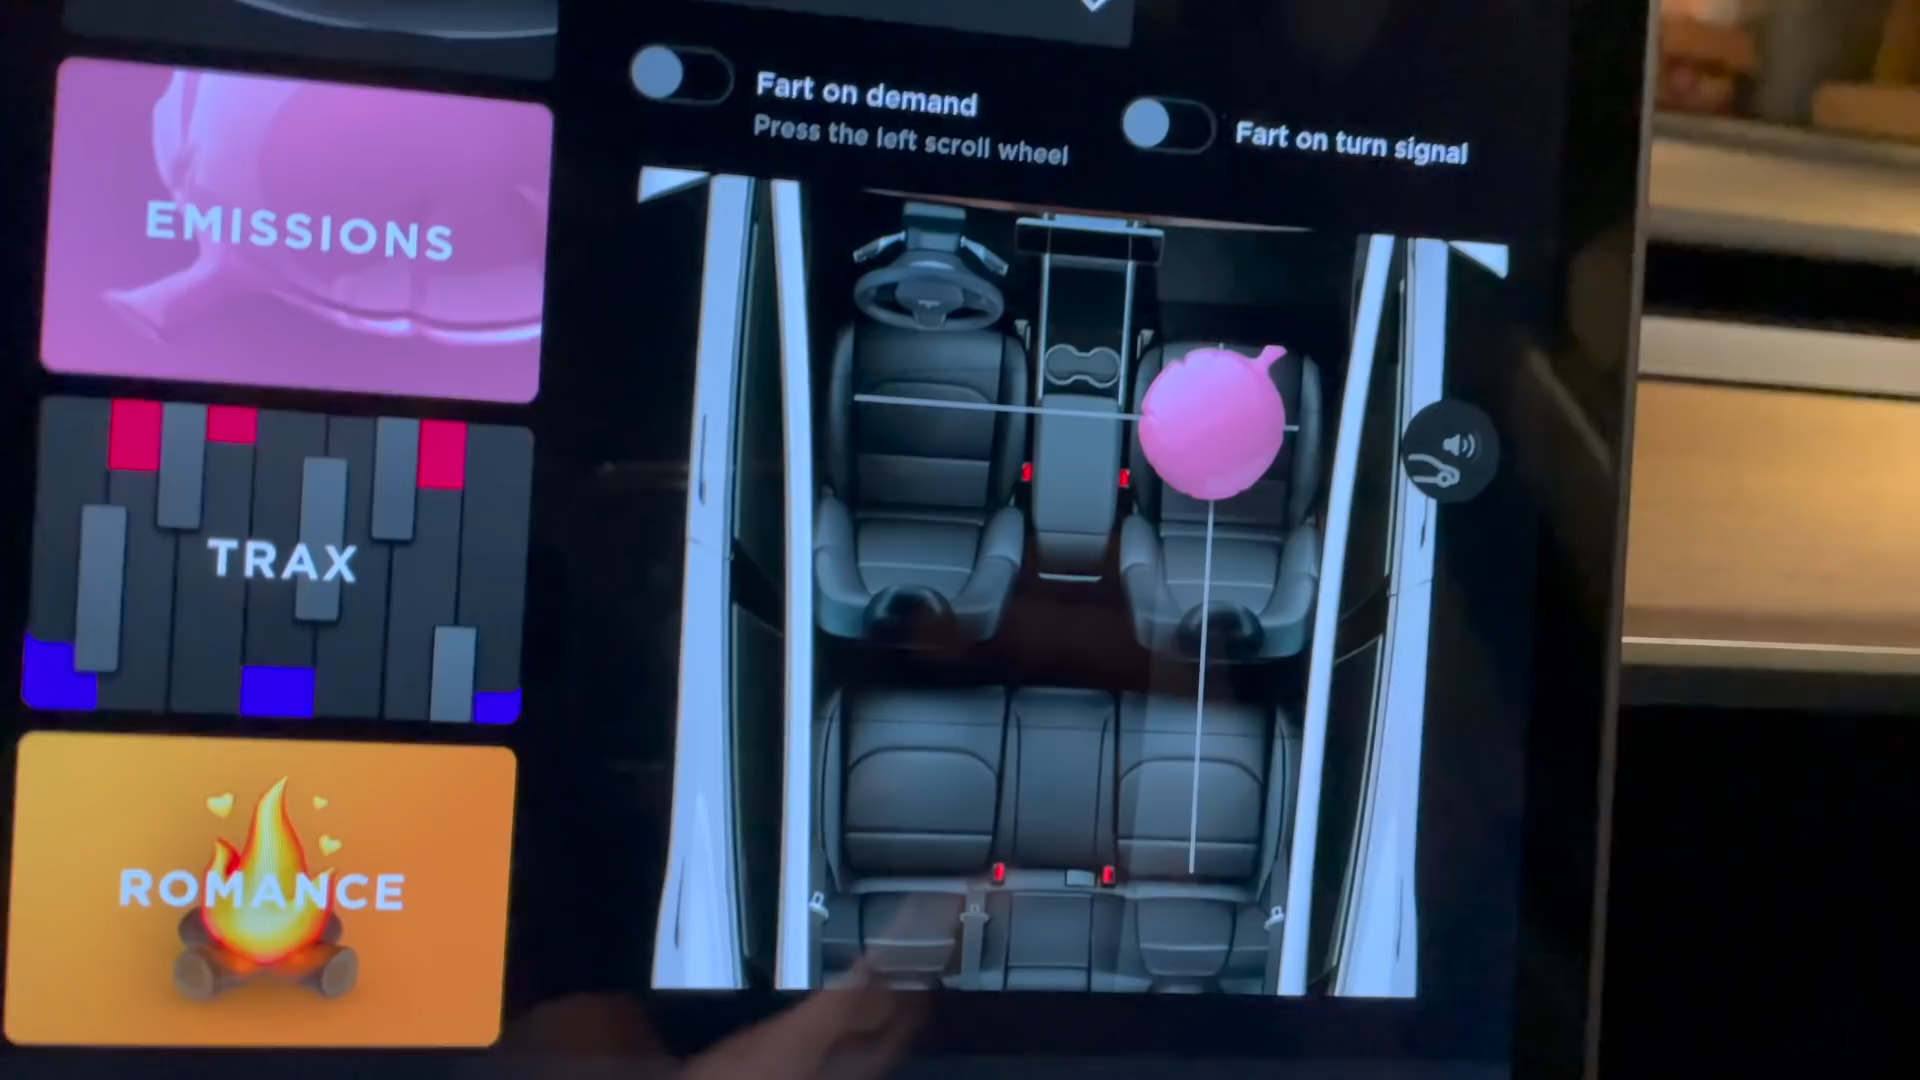 Fart on demand
Press the left scroll wheel
Fart on turn signal
EMISSIONS
TRAX
ROMANCE